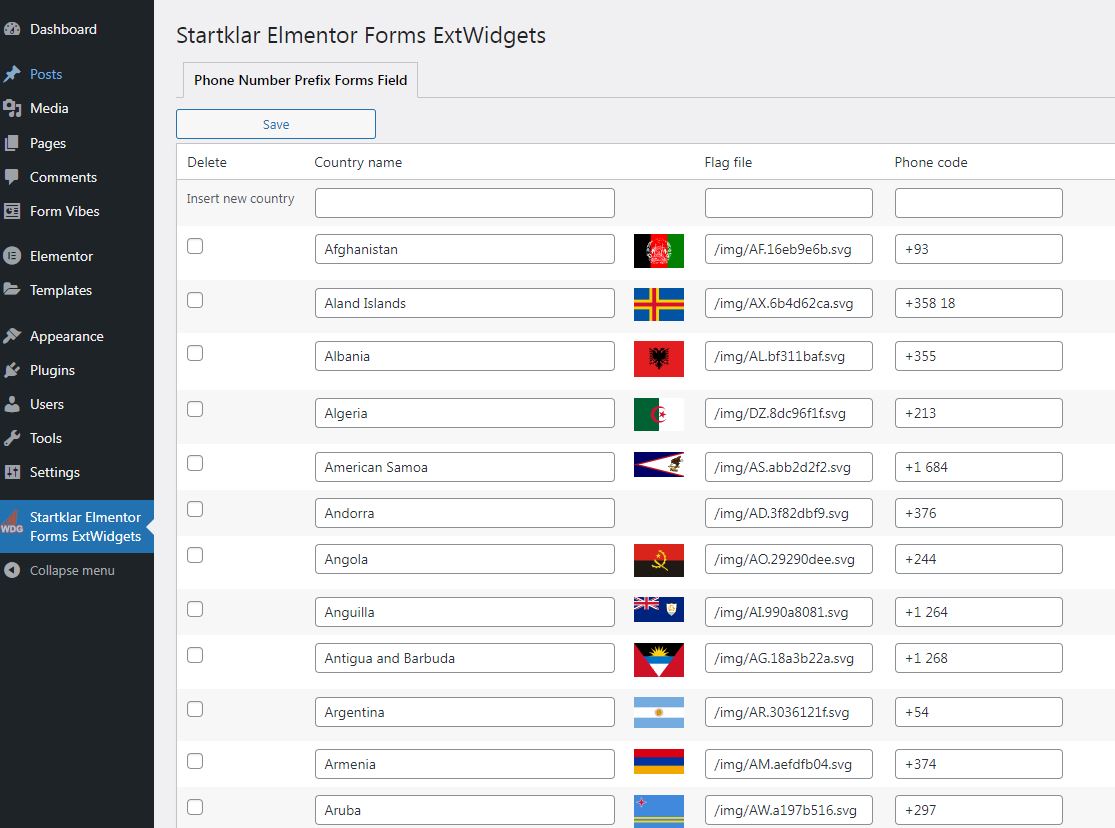 Dashboard
Posts
Media
Pages
Comments
Form Vibes
Elementor
Templates
Appearance
Plugins
Users
Tools
Settings
WDG
Startklar Elmentor
Forms ExtWidgets
Collapse menu
Startklar Elmentor Forms ExtWidgets
Phone Number Prefix Forms Field
Save
Delete Country name Flag file Phone code
Insert new country
Afghanistan /img/AF.16eb9e6b.svg +93
Aland Islands /img/AX.6b4d62ca.svg +358 18
Albania /img/AL.bf311baf.svg +355
Algeria /img/DZ.8dc96f1f.svg +213
American Samoa /img/AS.abb2d2f2.svg +1 684
Andorra /img/AD.3f82dbf9.svg +376
Angola /img/AO.29290dee.svg +244
Anguilla /img/AI.990a8081.svg +1 264
Antigua and Barbuda /img/AG.18a3b22a.svg +1 268
Argentina /img/AR.3036121f.svg +54
Armenia /img/AM.aefdfb04.svg +374
Aruba /img/AW.a197b516.svg +297